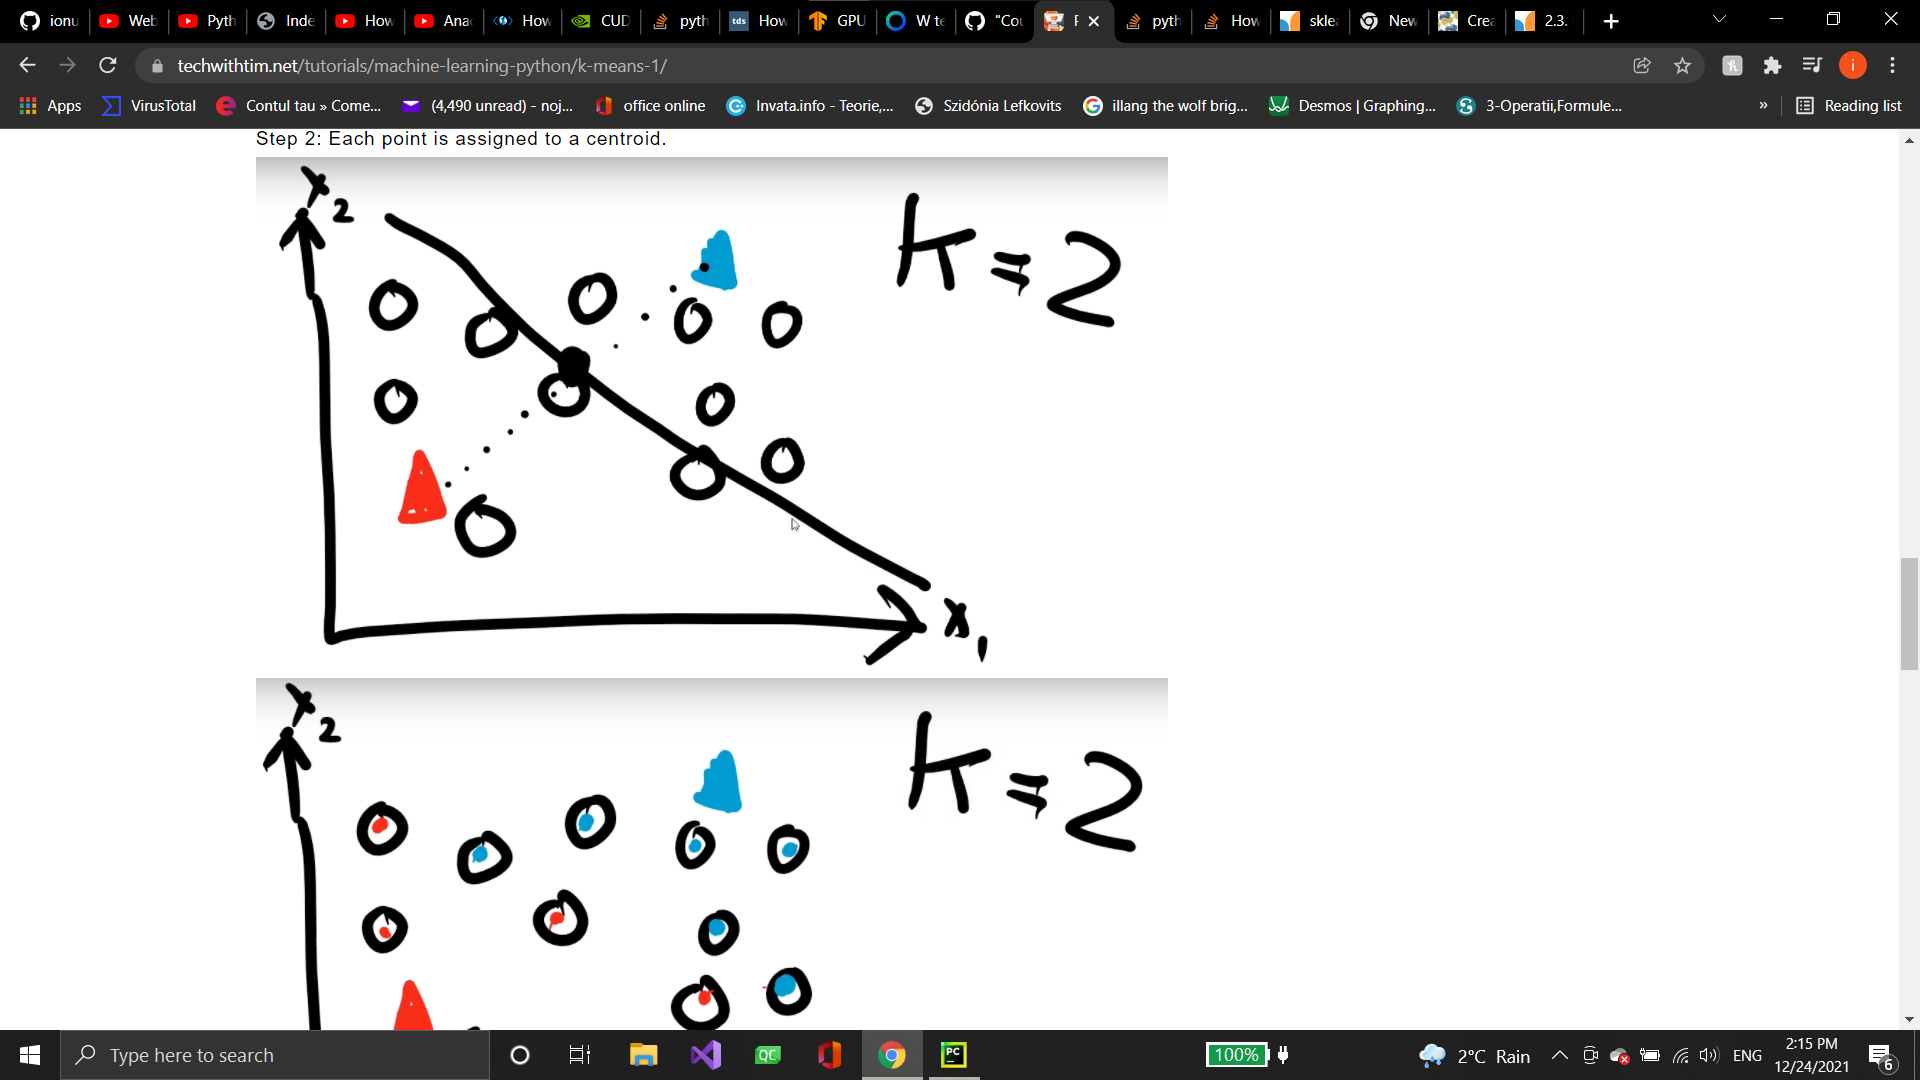 ionu
Web
Pyth
Inde
How
Ana
How
CUD
pyth
How
GPU
W te
"Cou
pyth
How
skle
New
Crea
2.3.
techwithtim.net/tutorials/machine-learning-python/k-means-1/
Apps
VirusTotal
Contul tau » Come...
(4,490 unread) - noj...
office online
Invata.info - Teorie,...
Szidónia Lefkovits
illang the wolf brig...
Desmos | Graphing...
3-Operatii,Formule...
»
Reading list
Step 2: Each point is assigned to a centroid.
x2
k=2
x1
x2
k=2
Type here to search
100%
2°C Rain
ENG
2:15 PM
12/24/2021
6